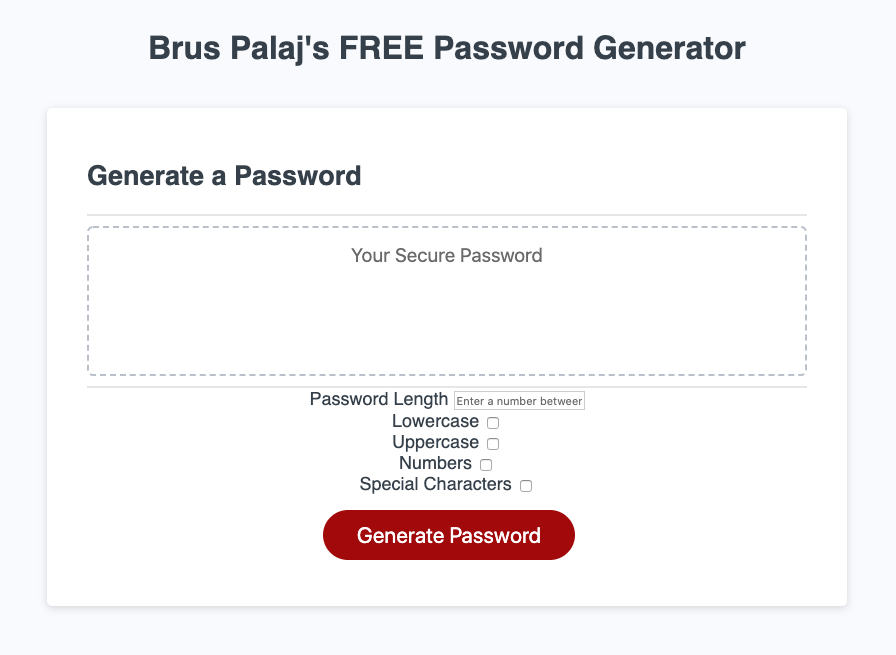 Brus Palaj's FREE Password Generator
Generate a Password
Your Secure Password
Password Length Enter a number betweer
Lowercase
Uppercase
Numbers
Special Characters
Generate Password